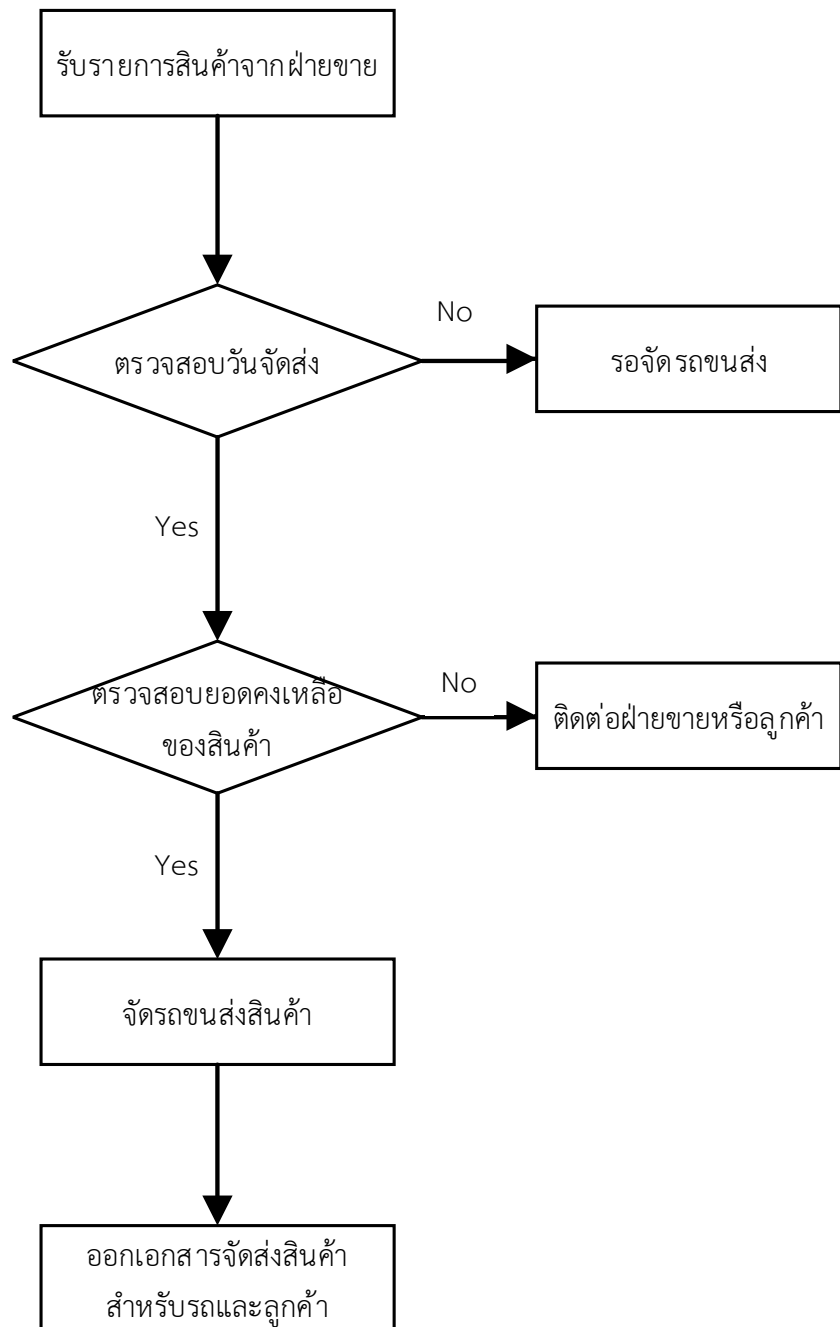 รับรายการสินค้าจากฝ่ายขาย
ตรวจสอบวันจัดส่ง
No
รอจัดรถขนส่ง
Yes
ตรวจสอบยอดคงเหลือ
ของสินค้า
No
ติดต่อฝ่ายขายหรือลูกค้า
Yes
จัดรถขนส่งสินค้า
ออกเอกสารจัดส่งสินค้า
สำหรับรถและลูกค้า